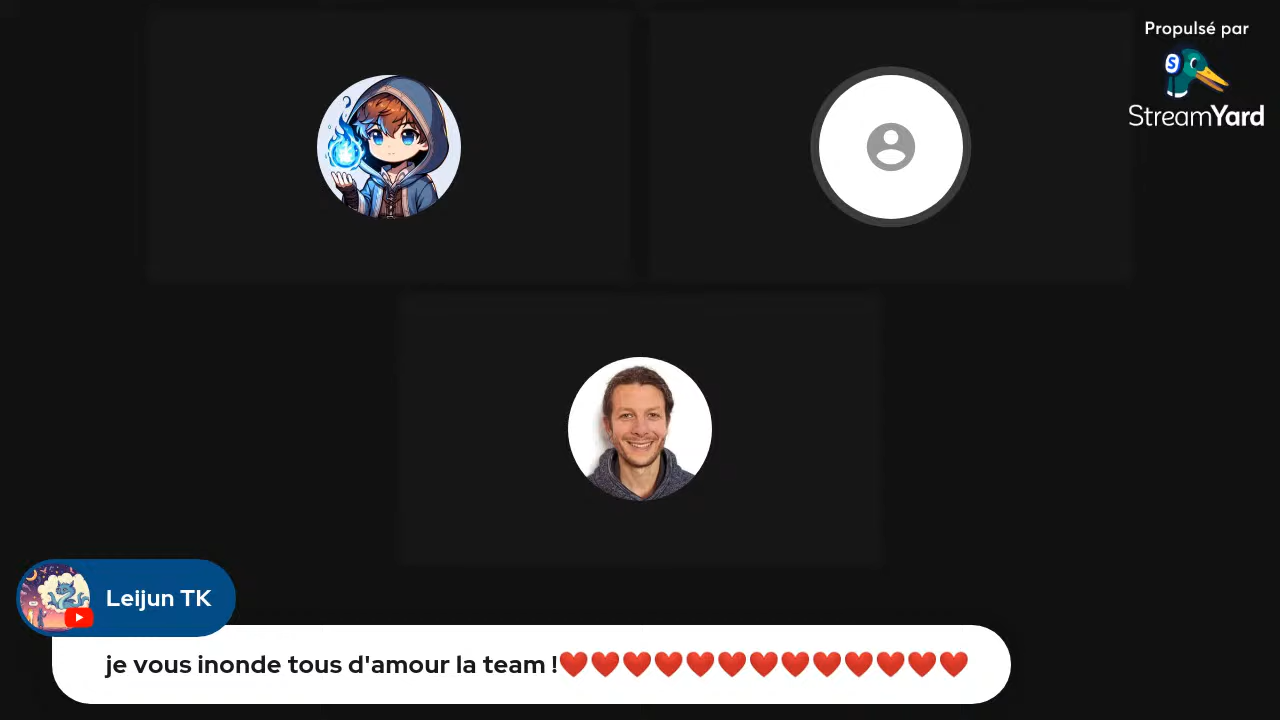 Propulsé par
StreamYard
Leijun TK
je vous inonde tous d'amour la team !❤️❤️❤️❤️❤️❤️❤️❤️❤️❤️❤️❤️❤️